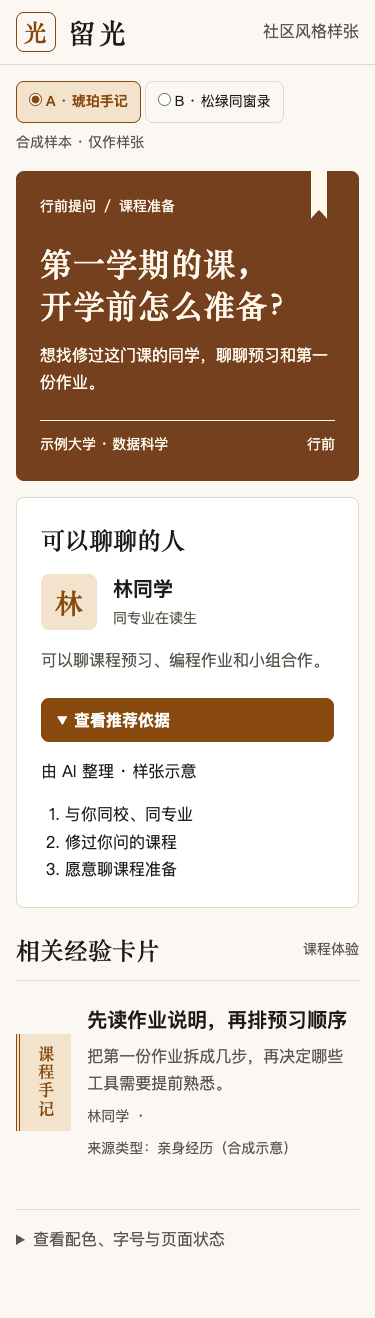 光 留光 社区风格样张
A · 琥珀手记 B · 松绿同窗录
合成样本 · 仅作样张
行前提问 / 课程准备
第一学期的课，
开学前怎么准备？
想找修过这门课的同学，聊聊预习和第一
份作业。
示例大学 · 数据科学 行前
可以聊聊的人
林 林同学
同专业在读生
可以聊课程预习、编程作业和小组合作。
▼ 查看推荐依据
由 AI 整理 · 样张示意
1. 与你同校、同专业
2. 修过你问的课程
3. 愿意聊课程准备
相关经验卡片 课程体验
课程手记
先读作业说明，再排预习顺序
把第一份作业拆成几步，再决定哪些
工具需要提前熟悉。
林同学 ·
来源类型：亲身经历（合成示意）
▶ 查看配色、字号与页面状态